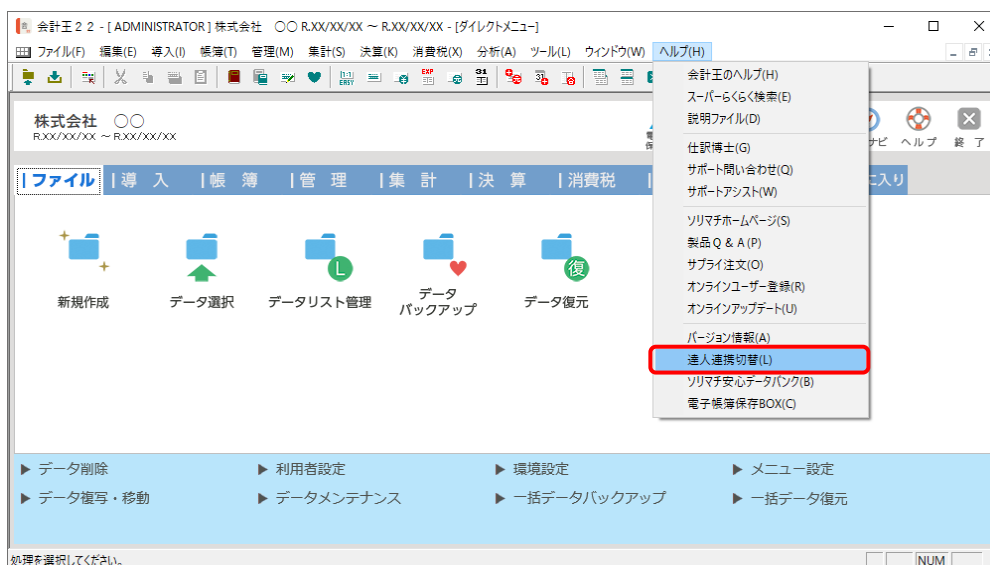 会計王２２ - [ ADMINISTRATOR ] 株式会社　○○ R.XX/XX/XX ～ R.XX/XX/XX - [ダイレクトメニュー]
ファイル(F) 編集(E) 導入(I) 帳簿(T) 管理(M) 集計(S) 決算(K) 消費税(X) 分析(A) ツール(L) ウィンドウ(W) ヘルプ(H)
株式会社　○○
R.XX/XX/XX ～ R.XX/XX/XX
ナビ ヘルプ 終 了
|ファイル |導 入 |帳 簿 |管 理 |集 計 |決 算 |消費税 に入り
新規作成
データ選択
L
データリスト管理
データ
バックアップ
復
データ復元
会計王のヘルプ(H)
スーパーらくらく検索(E)
説明ファイル(D)
仕訳博士(G)
サポート問い合わせ(Q)
サポートアシスト(W)
ソリマチホームページ(S)
製品Ｑ & Ａ(P)
サプライ注文(O)
オンラインユーザー登録(R)
オンラインアップデート(U)
バージョン情報(A)
達人連携切替(L)
ソリマチ安心データバンク(B)
電子帳簿保存BOX(C)
▶ データ削除 ▶ 利用者設定 ▶ 環境設定 ▶ メニュー設定
▶ データ複写・移動 ▶ データメンテナンス ▶ 一括データバックアップ ▶ 一括データ復元
処理を選択してください。 NUM